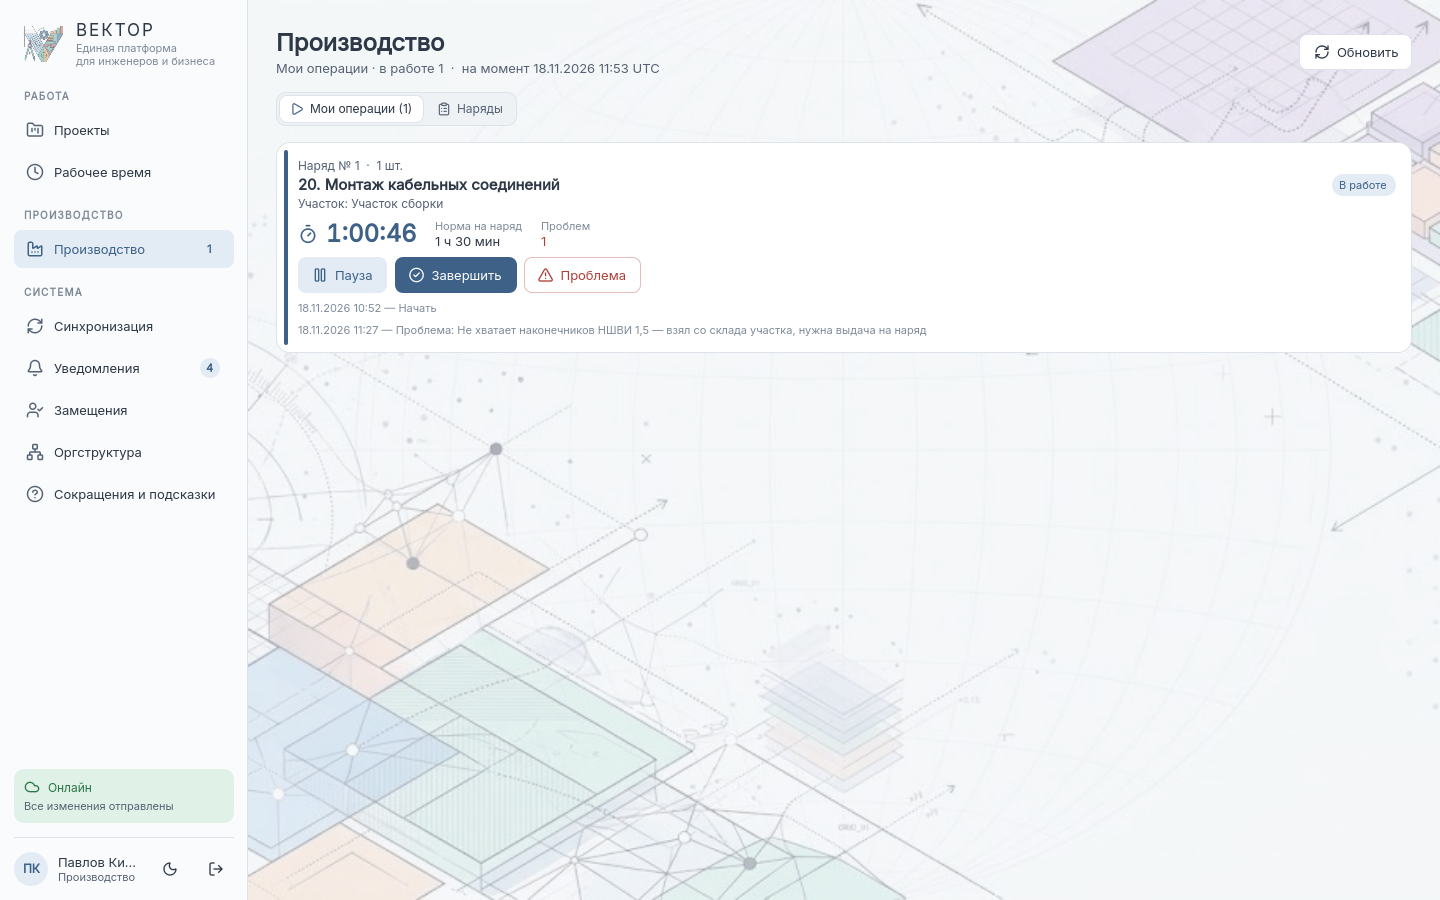 ВЕКТОР
Единая платформа
для инженеров и бизнеса
РАБОТА
Проекты
Рабочее время
ПРОИЗВОДСТВО
Производство 1
СИСТЕМА
Синхронизация
Уведомления 4
Замещения
Оргструктура
Сокращения и подсказки
Онлайн
Все изменения отправлены
ПК
Павлов Ки...
Производство
Производство
Мои операции · в работе 1 · на момент 18.11.2026 11:53 UTC
Обновить
Мои операции (1)
Наряды
Наряд № 1 · 1 шт.
20. Монтаж кабельных соединений
В работе
Участок: Участок сборки
1:00:46
Норма на наряд
1 ч 30 мин
Проблем
1
Пауза
Завершить
Проблема
18.11.2026 10:52 — Начать
18.11.2026 11:27 — Проблема: Не хватает наконечников НШВИ 1,5 — взял со склада участка, нужна выдача на наряд